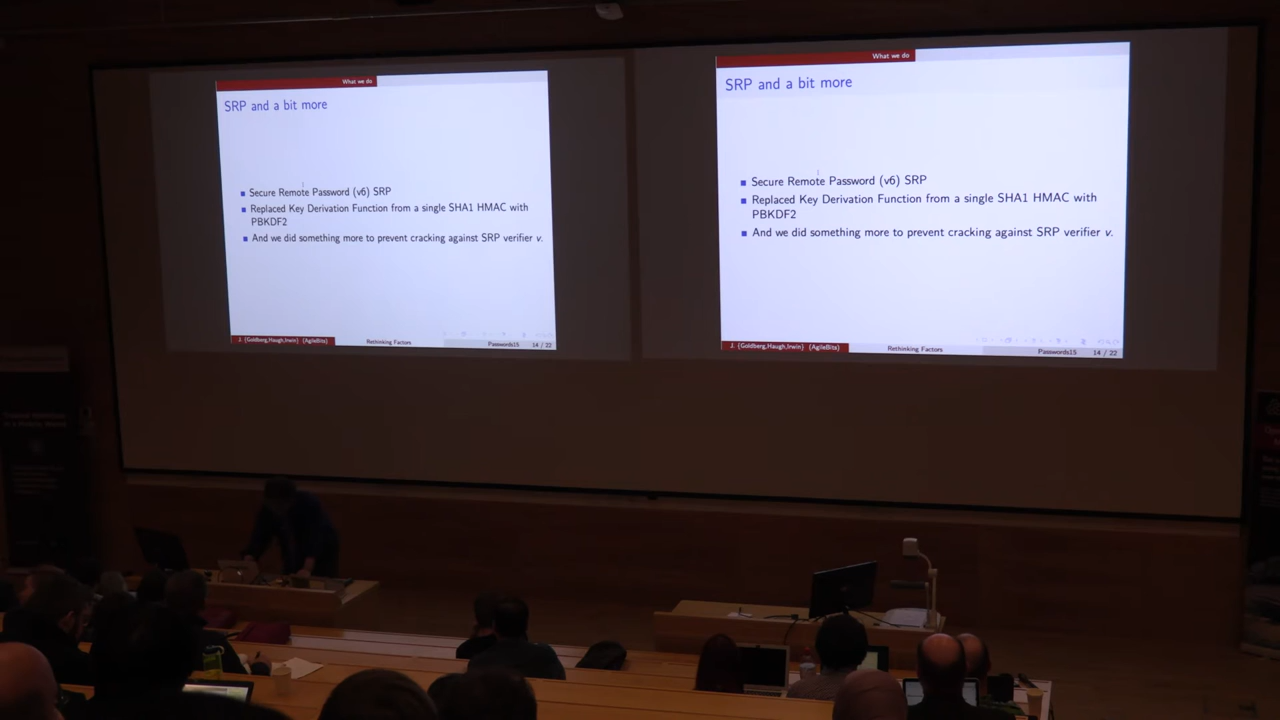 What we do
SRP and a bit more
Secure Remote Password (v6) SRP
Replaced Key Derivation Function from a single SHA1 HMAC with
PBKDF2
And we did something more to prevent cracking against SRP verifier v.
J. {Goldberg,Haugh,Irwin} (AgileBits)
Rethinking Factors
Passwords15
14 / 22
What we do
SRP and a bit more
Secure Remote Password (v6) SRP
Replaced Key Derivation Function from a single SHA1 HMAC with
PBKDF2
And we did something more to prevent cracking against SRP verifier v.
J. {Goldberg,Haugh,Irwin} (AgileBits)
Rethinking Factors
Passwords15
14 / 22